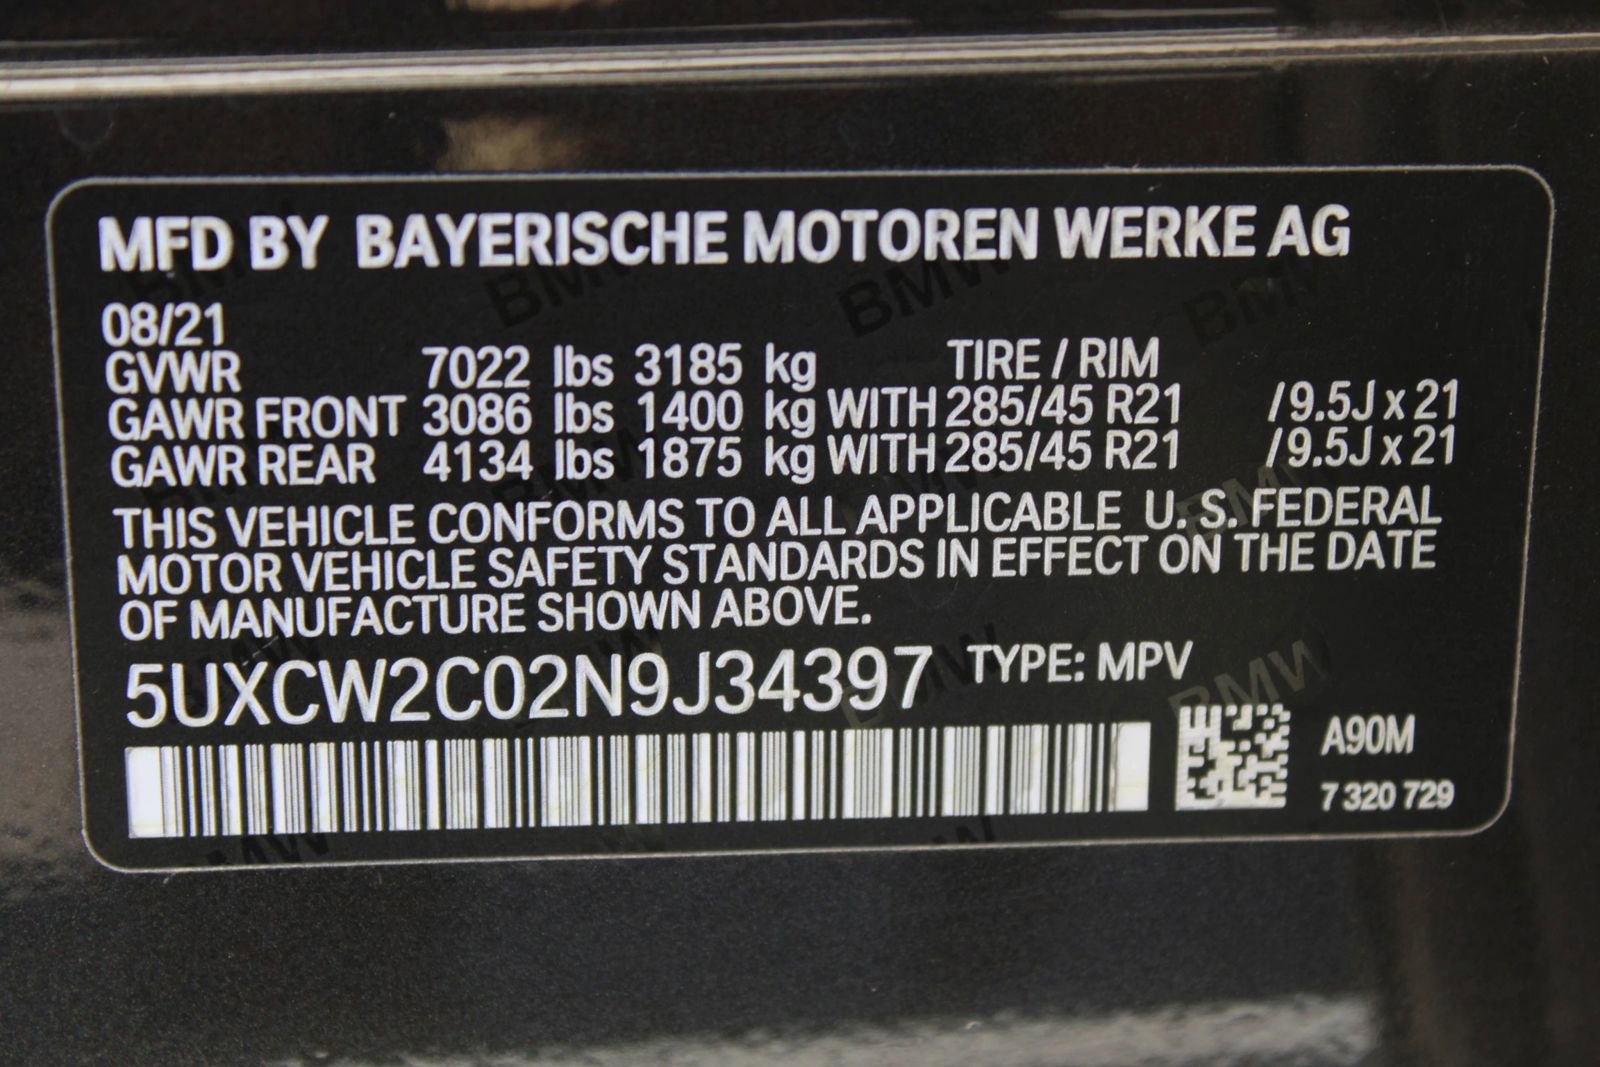 MFD BY BAYERISCHE MOTOREN WERKE AG
08/21
GVWR 7022 lbs 3185 kg TIRE / RIM
GAWR FRONT 3086 lbs 1400 kg WITH 285/45 R21 /9.5J x 21
GAWR REAR 4134 lbs 1875 kg WITH 285/45 R21 /9.5J x 21
THIS VEHICLE CONFORMS TO ALL APPLICABLE U. S. FEDERAL
MOTOR VEHICLE SAFETY STANDARDS IN EFFECT ON THE DATE
OF MANUFACTURE SHOWN ABOVE.
5UXCW2C02N9J34397 TYPE: MPV
A90M
7 320 729